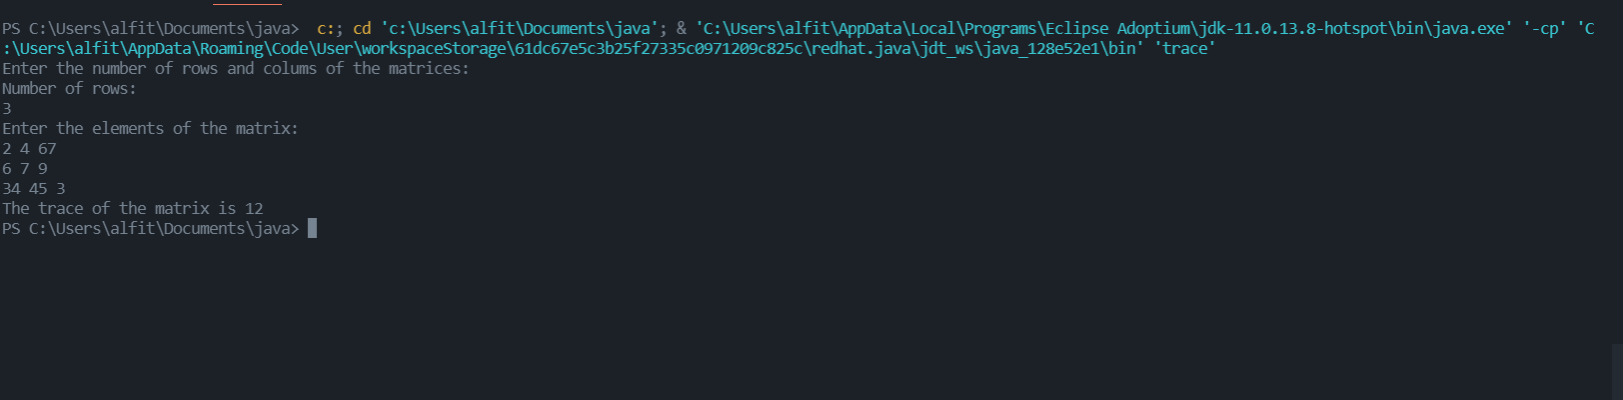 PS C:\Users\alfit\Documents\java>  c:; cd 'c:\Users\alfit\Documents\java'; & 'C:\Users\alfit\AppData\Local\Programs\Eclipse Adoptium\jdk-11.0.13.8-hotspot\bin\java.exe' '-cp' 'C
:\Users\alfit\AppData\Roaming\Code\User\workspaceStorage\61dc67e5c3b25f27335c0971209c825c\redhat.java\jdt_ws\java_128e52e1\bin' 'trace'
Enter the number of rows and colums of the matrices:
Number of rows:
3
Enter the elements of the matrix:
2 4 67
6 7 9
34 45 3
The trace of the matrix is 12
PS C:\Users\alfit\Documents\java>